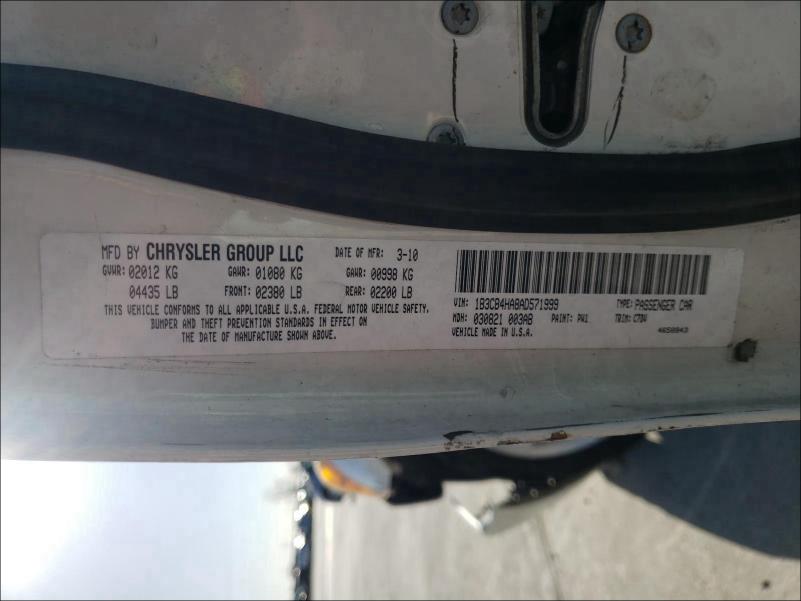 MFD BY CHRYSLER GROUP LLC DATE OF MFR: 3-10
GVWR: 02012 KG GAWR: 01080 KG GAWR: 00998 KG
04435 LB FRONT: 02380 LB REAR: 02200 LB
THIS VEHICLE CONFORMS TO ALL APPLICABLE U.S.A. FEDERAL MOTOR VEHICLE SAFETY,
BUMPER AND THEFT PREVENTION STANDARDS IN EFFECT ON
THE DATE OF MANUFACTURE SHOWN ABOVE.
VIN: 1B3CB4HA8AD571999 TYPE: PASSENGER CAR
MDH: 030821 003AB PAINT: PW1 TRIM: C7DV
VEHICLE MADE IN U.S.A. 4658943